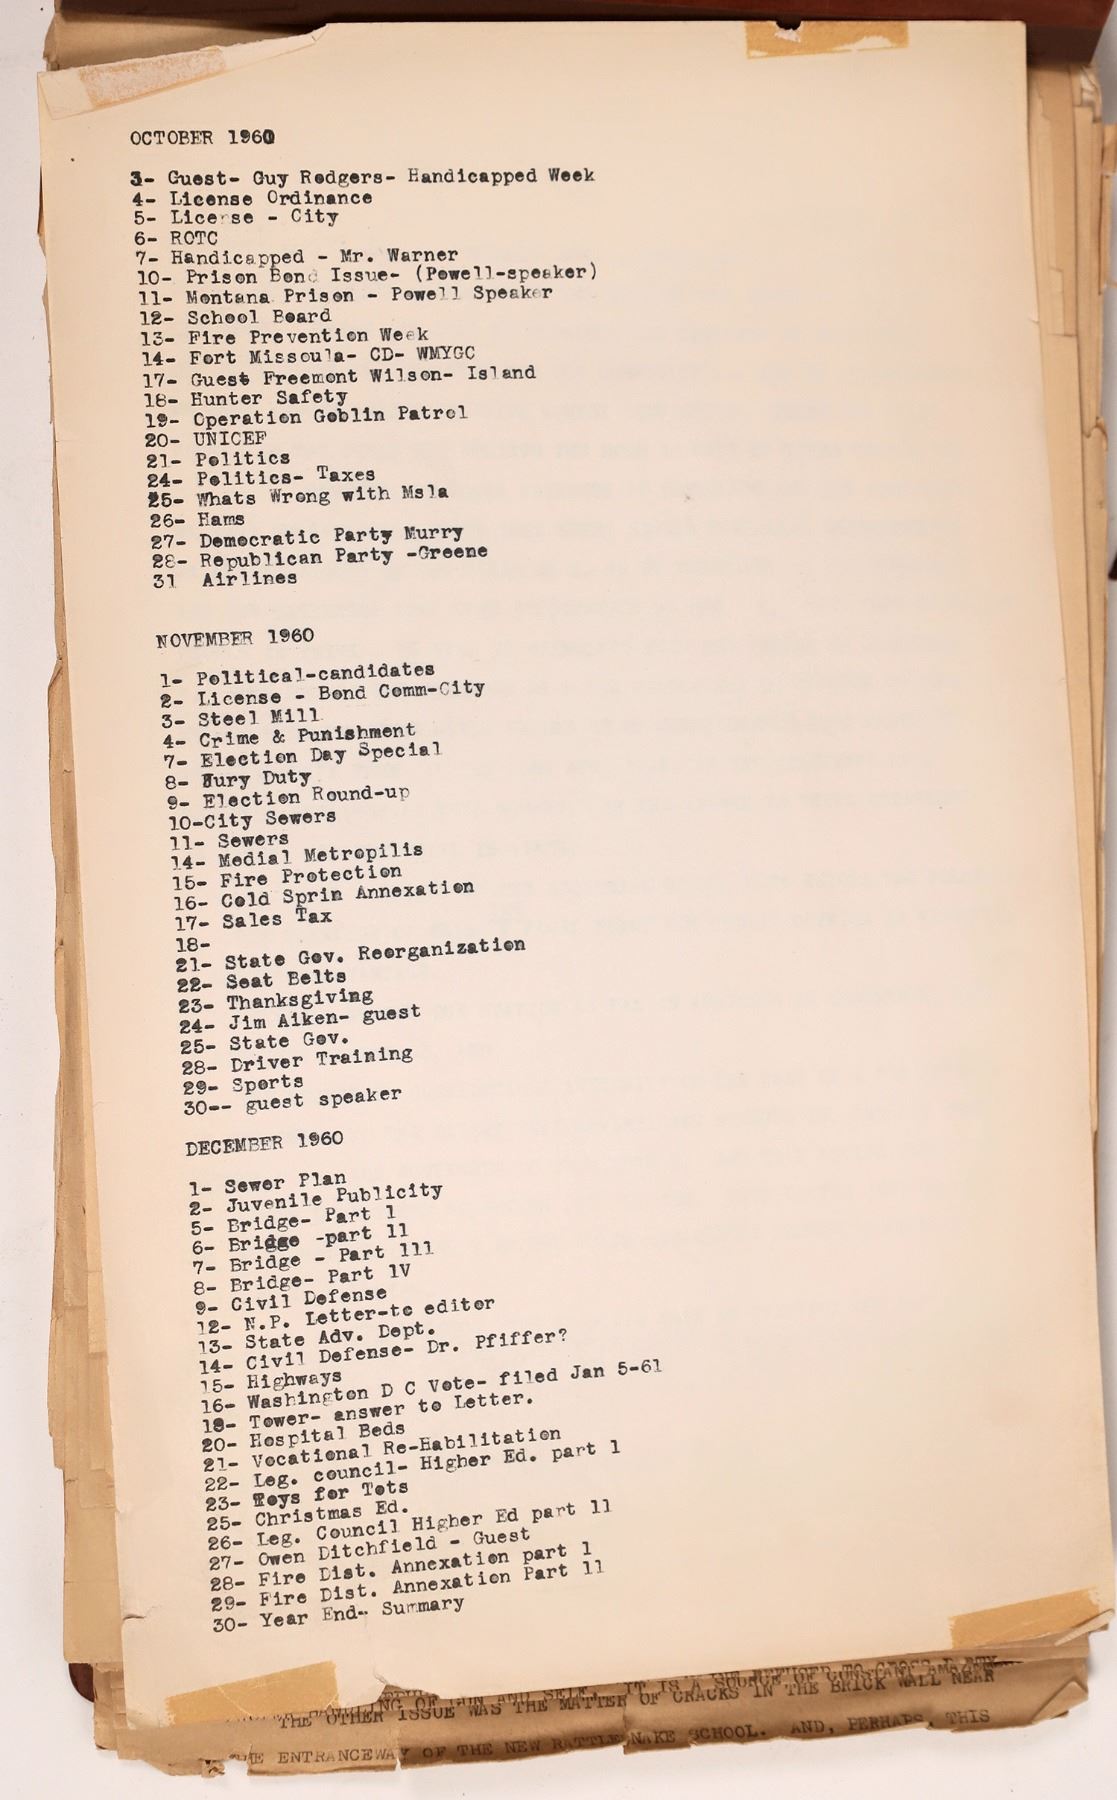 OCTOBER 1960
3- Guest- Guy Rodgers- Handicapped Week
4- License Ordinance
5- License - City
6- ROTC
7- Handicapped - Mr. Warner
10- Prison Bond Issue- (Powell-speaker)
11- Montana Prison - Powell Speaker
12- School Board
13- Fire Prevention Week
14- Fort Missoula- CD- WMYGC
17- Guest Freemont Wilson- Island
18- Hunter Safety
19- Operation Goblin Patrol
20- UNICEF
21- Politics
24- Politics- Taxes
25- Whats Wrong with Msla
26- Hams
27- Democratic Party Murry
28- Republican Party -Greene
31 Airlines
NOVEMBER 1960
1- Political-candidates
2- License - Bond Comm-City
3- Steel Mill
4- Crime & Punishment
7- Election Day Special
8- Jury Duty
9- Election Round-up
10-City Sewers
11- Sewers
14- Medial Metropilis
15- Fire Protection
16- Cold Sprin Annexation
17- Sales Tax
18-
21- State Gov. Reorganization
22- Seat Belts
23- Thanksgiving
24- Jim Aiken- guest
25- State Gov.
28- Driver Training
29- Sports
30-- guest speaker
DECEMBER 1960
1- Sewer Plan
2- Juvenile Publicity
5- Bridge- Part 1
6- Bridge -part 11
7- Bridge - Part 111
8- Bridge- Part 1V
9- Civil Defense
12- N.P. Letter-to editor
13- State Adv. Dept.
14- Civil Defense- Dr. Pfiffer?
15- Highways
16- Washington D C Vote- filed Jan 5-61
19- Tower- answer to Letter.
20- Hospital Beds
21- Vocational Re-Habilitation
22- Leg. council- Higher Ed. part 1
23- Toys for Tots
25- Christmas Ed.
26- Leg. Council Higher Ed part 11
27- Owen Ditchfield - Guest
28- Fire Dist. Annexation part 1
29- Fire Dist. Annexation Part 11
30- Year End- Summary
OF GUN AND SELF. IT IS A SOURCE OF CONSTANT
THE OTHER ISSUE WAS THE MATTER OF CRACKS IN THE BRICK WALL NEAR
THE ENTRANCEWAY OF THE NEW RATTLESNAKE SCHOOL. AND, PERHAPS, THIS